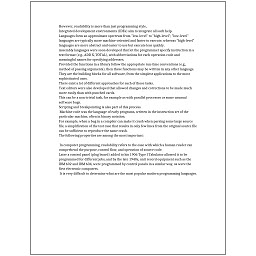 However, readability is more than just programming style.
Integrated development environments (IDEs) aim to integrate all such help.
Languages form an approximate spectrum from "low-level" to "high-level"; "low-level"
languages are typically more machine-oriented and faster to execute, whereas "high-level"
languages are more abstract and easier to use but execute less quickly.
Assembly languages were soon developed that let the programmer specify instruction in a
text format (e.g., ADD X, TOTAL), with abbreviations for each operation code and
meaningful names for specifying addresses.
Provided the functions in a library follow the appropriate run-time conventions (e.g.,
method of passing arguments), then these functions may be written in any other language.
They are the building blocks for all software, from the simplest applications to the most
sophisticated ones.
There exist a lot of different approaches for each of those tasks.
Text editors were also developed that allowed changes and corrections to be made much
more easily than with punched cards.
This can be a non-trivial task, for example as with parallel processes or some unusual
software bugs.
Scripting and breakpointing is also part of this process.
Machine code was the language of early programs, written in the instruction set of the
particular machine, often in binary notation.
For example, when a bug in a compiler can make it crash when parsing some large source
file, a simplification of the test case that results in only few lines from the original source file
can be sufficient to reproduce the same crash.
The following properties are among the most important:

In computer programming, readability refers to the ease with which a human reader can
comprehend the purpose, control flow, and operation of source code.
Later a control panel (plug board) added to his 1906 Type I Tabulator allowed it to be
programmed for different jobs, and by the late 1940s, unit record equipment such as the
IBM 602 and IBM 604, were programmed by control panels in a similar way, as were the
first electronic computers.
It is very difficult to determine what are the most popular modern programming languages.